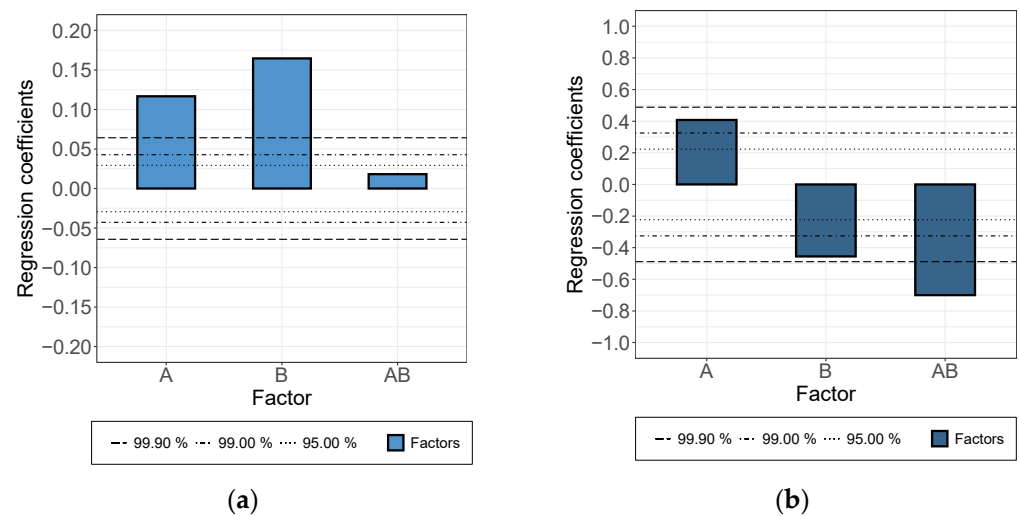 Regression coefficients
0.20
0.15
0.10
0.05
0.00
−0.05
−0.10
−0.15
−0.20
A B AB
Factor
99.90 % 99.00 % 95.00 % Factors
(a)
Regression coefficients
1.0
0.8
0.6
0.4
0.2
0.0
−0.2
−0.4
−0.6
−0.8
−1.0
A B AB
Factor
99.90 % 99.00 % 95.00 % Factors
(b)